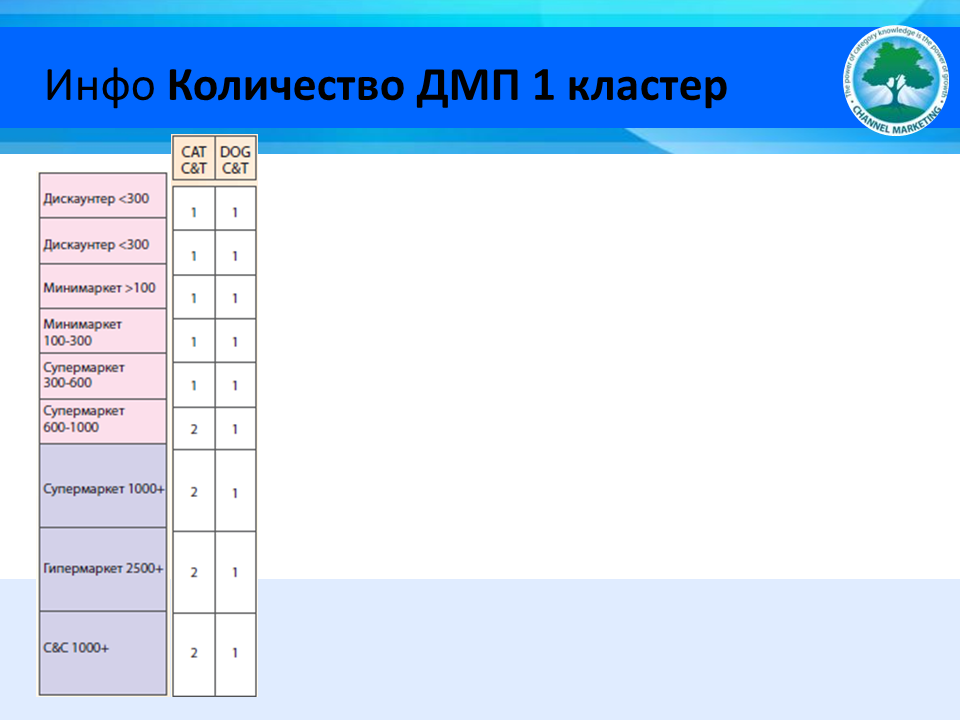 Инфо Количество ДМП 1 кластер
The power of category knowledge is the power of growth
• CHANNEL MARKETING •
CAT DOG
C&T C&T
Дискаунтер <300 1 1
Дискаунтер <300 1 1
Минимаркет >100 1 1
Минимаркет
100-300 1 1
Супермаркет
300-600 1 1
Супермаркет
600-1000 2 1
Супермаркет 1000+ 2 1
Гипермаркет 2500+ 2 1
C&C 1000+ 2 1